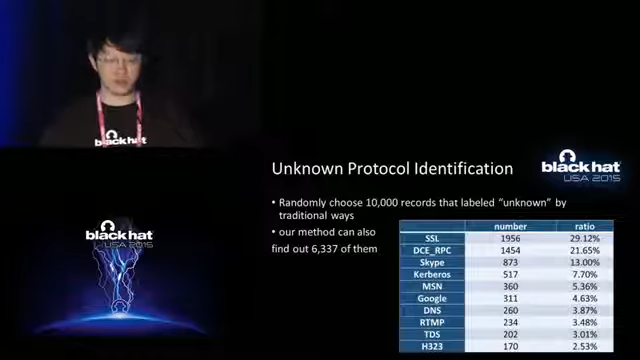 black hat
Unknown Protocol Identification
black hat
USA 2015
• Randomly choose 10,000 records that labeled “unknown” by
traditional ways
• our method can also
find out 6,337 of them
number ratio
SSL 1956 29.12%
DCE_RPC 1454 21.65%
Skype 873 13.00%
Kerberos 517 7.70%
MSN 360 5.36%
Google 311 4.63%
DNS 260 3.87%
RTMP 234 3.48%
TDS 202 3.01%
H323 170 2.53%
black hat
USA 2015